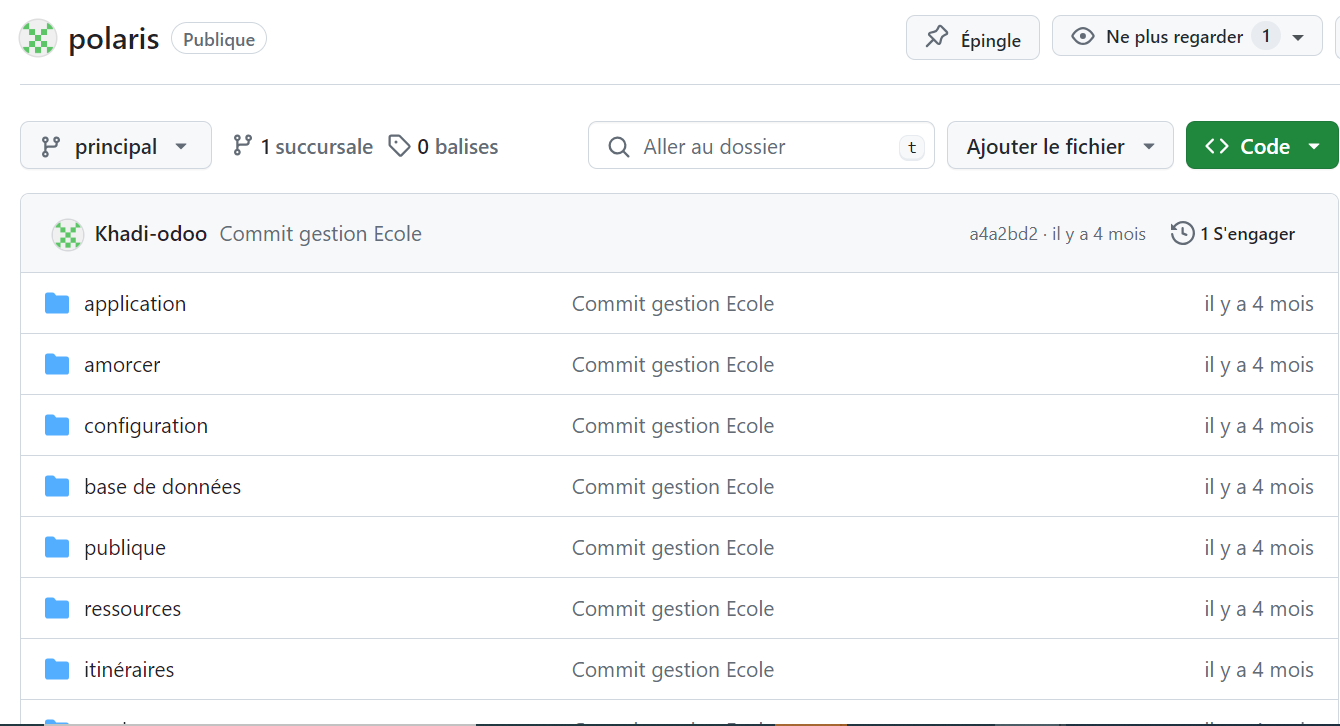 polaris Publique Épingle Ne plus regarder 1
principal 1 succursale 0 balises Aller au dossier t Ajouter le fichier Code
Khadi-odoo Commit gestion Ecole a4a2bd2 · il y a 4 mois 1 S'engager
application Commit gestion Ecole il y a 4 mois
amorcer Commit gestion Ecole il y a 4 mois
configuration Commit gestion Ecole il y a 4 mois
base de données Commit gestion Ecole il y a 4 mois
publique Commit gestion Ecole il y a 4 mois
ressources Commit gestion Ecole il y a 4 mois
itinéraires Commit gestion Ecole il y a 4 mois